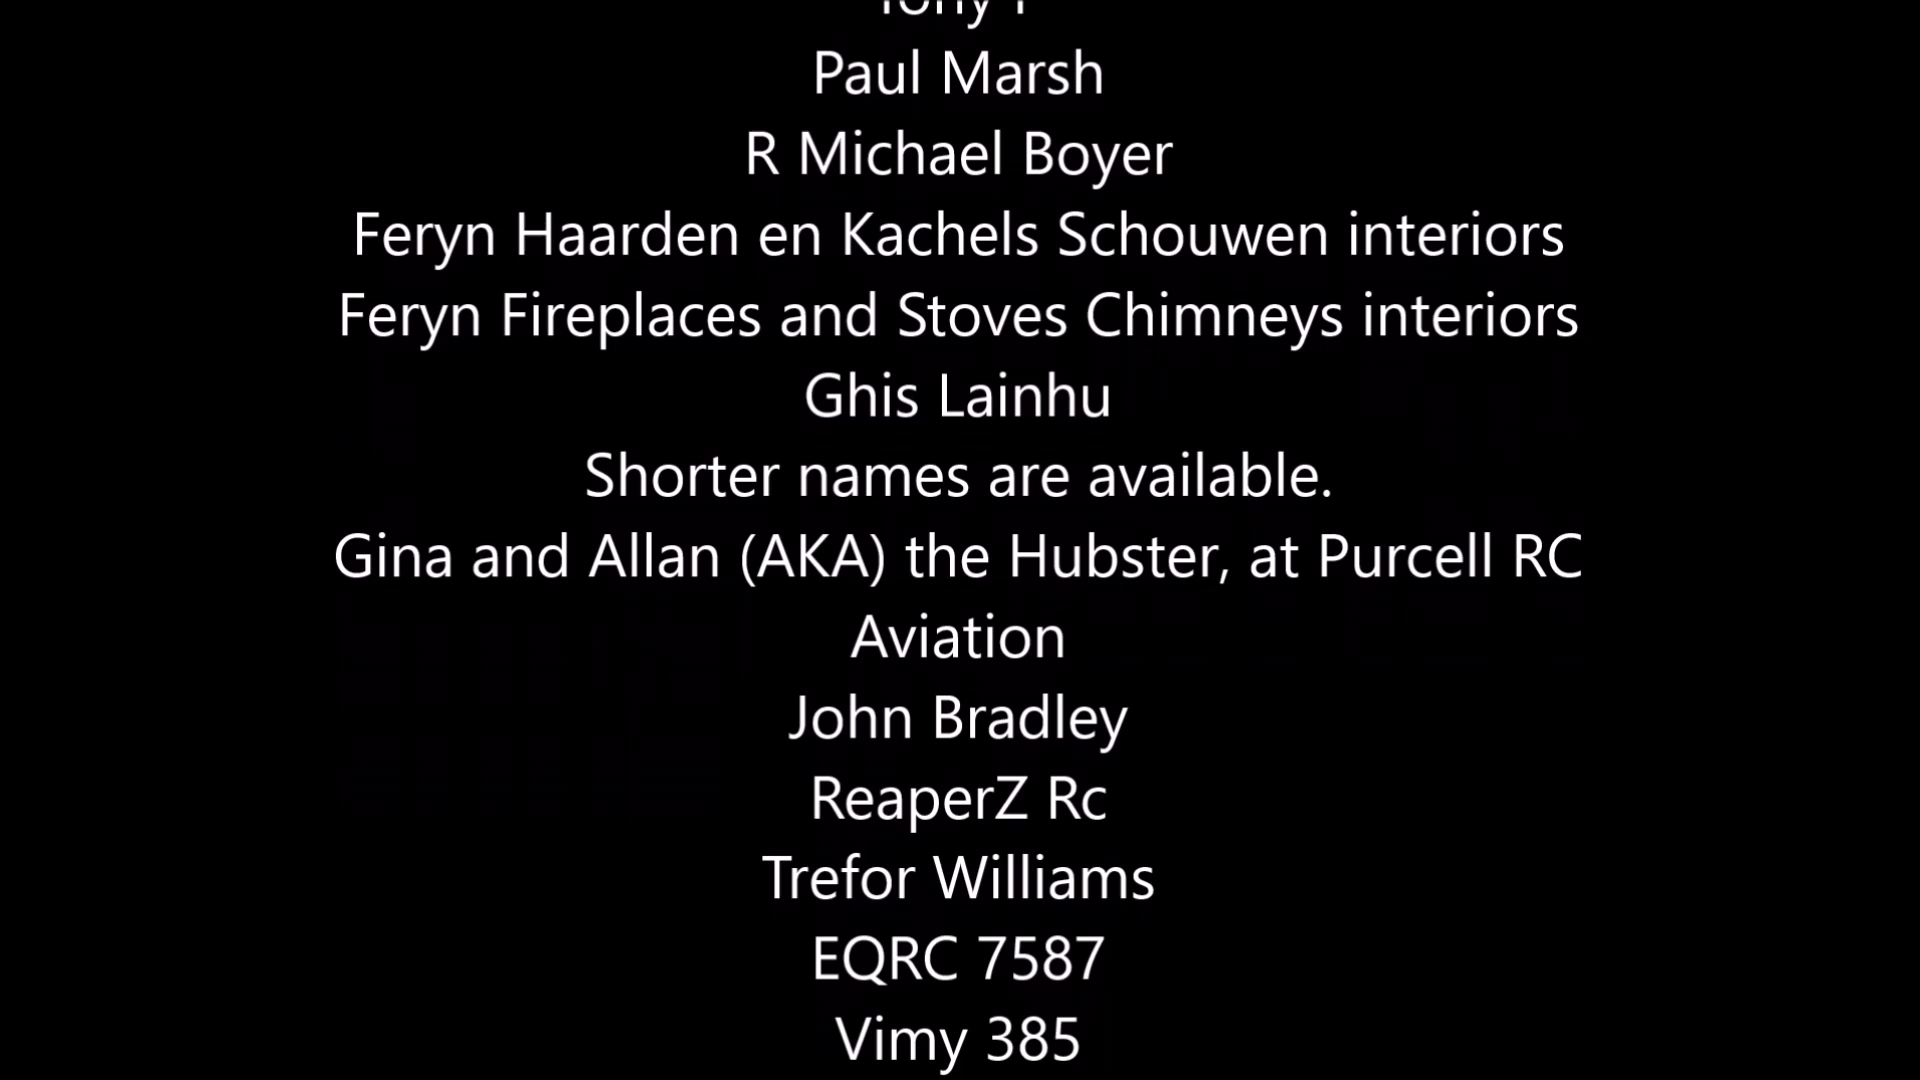 Paul Marsh
R Michael Boyer
Feryn Haarden en Kachels Schouwen interiors
Feryn Fireplaces and Stoves Chimneys interiors
Ghis Lainhu
Shorter names are available.
Gina and Allan (AKA) the Hubster, at Purcell RC
Aviation
John Bradley
ReaperZ Rc
Trefor Williams
EQRC 7587
Vimy 385